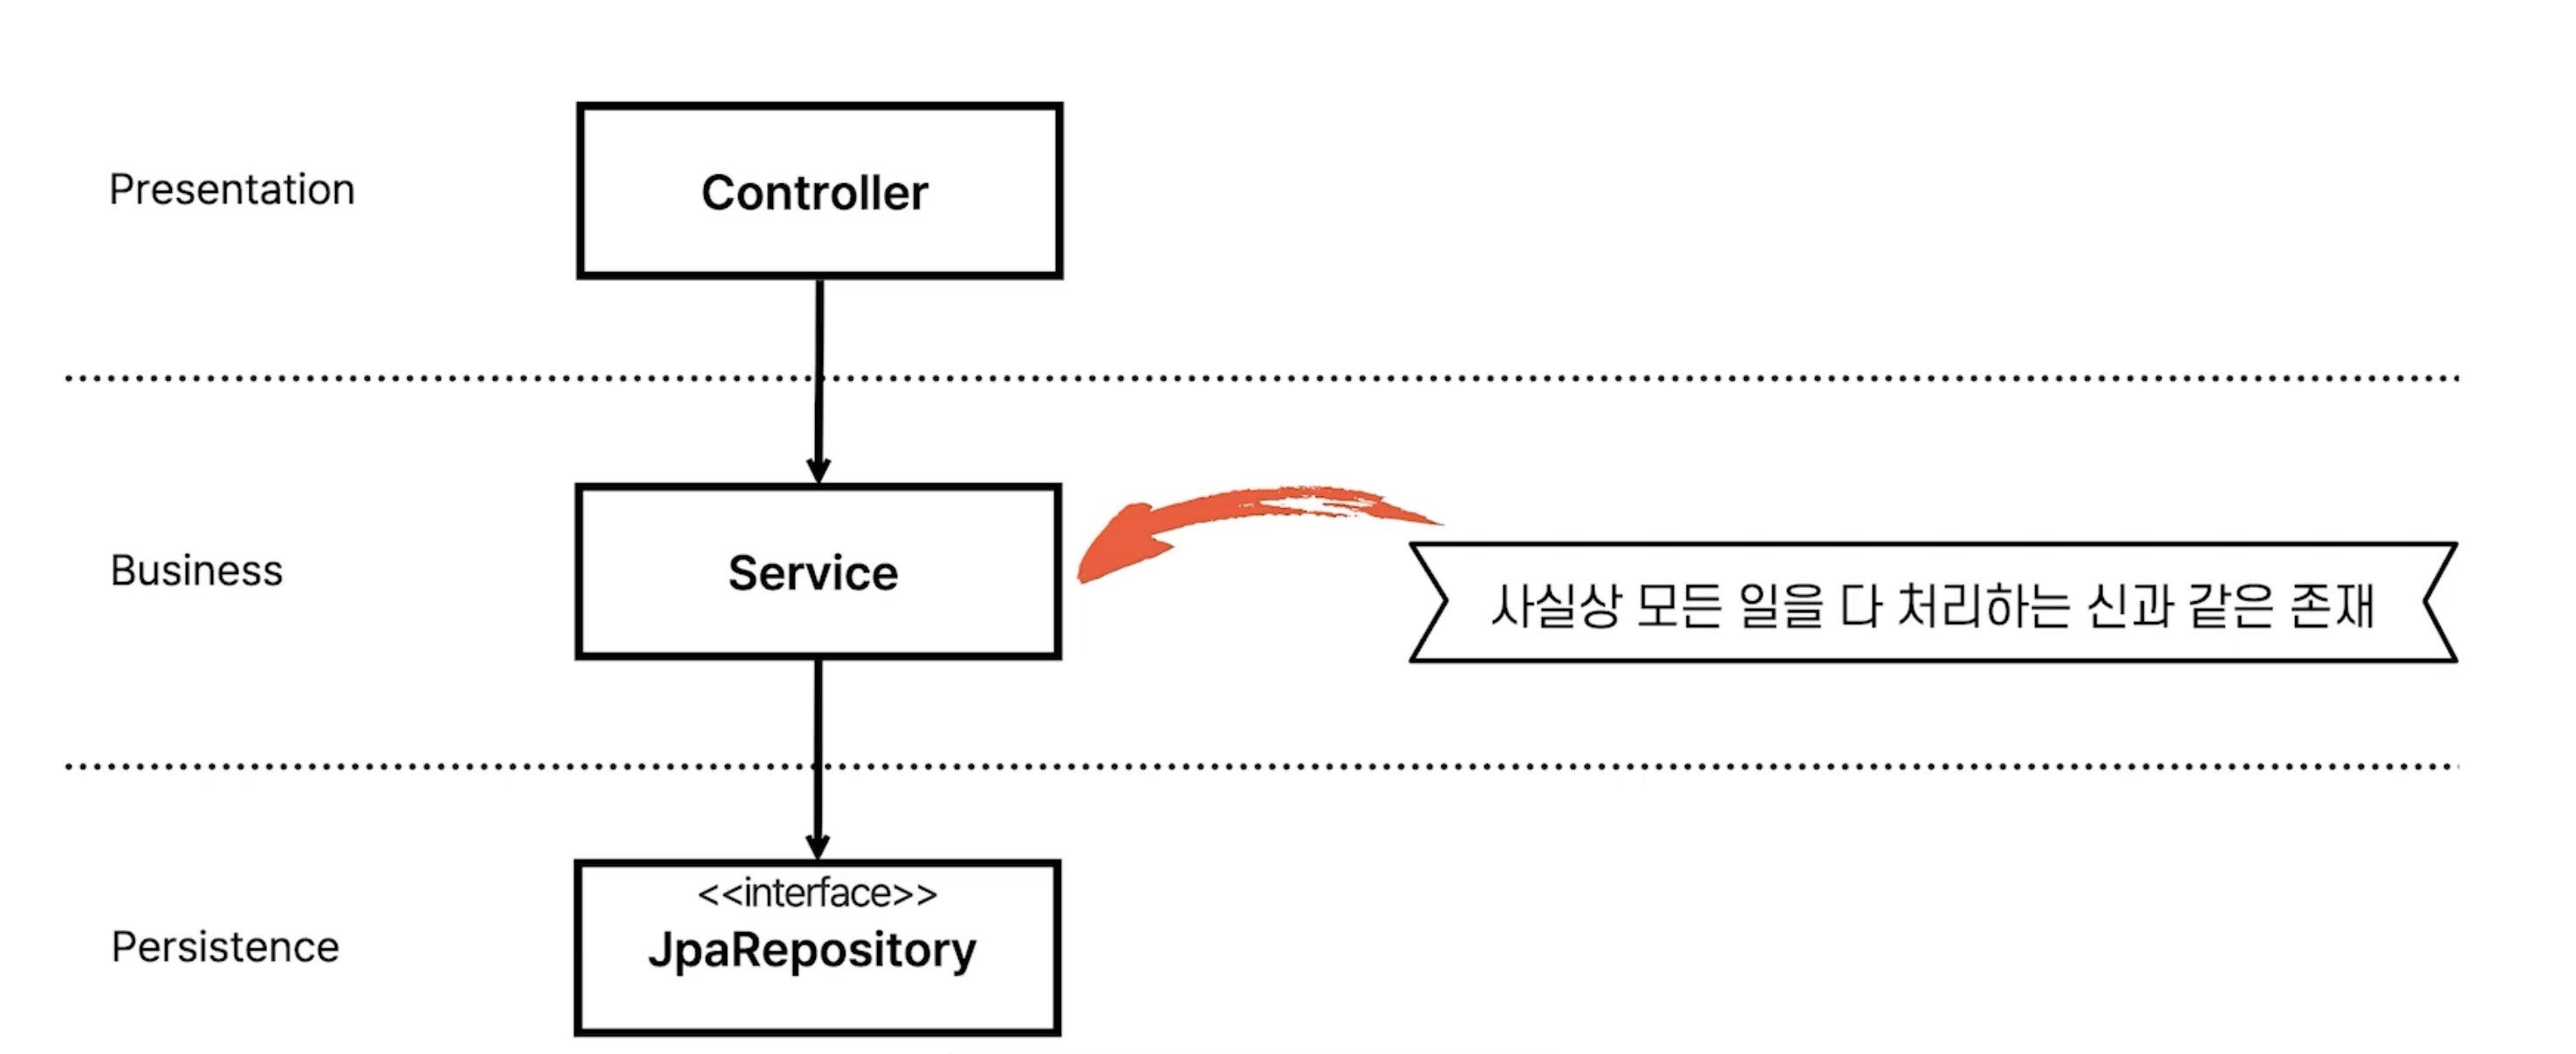 Presentation
Controller
Business
Service
사실상 모든 일을 다 처리하는 신과 같은 존재
Persistence
<<interface>>
JpaRepository